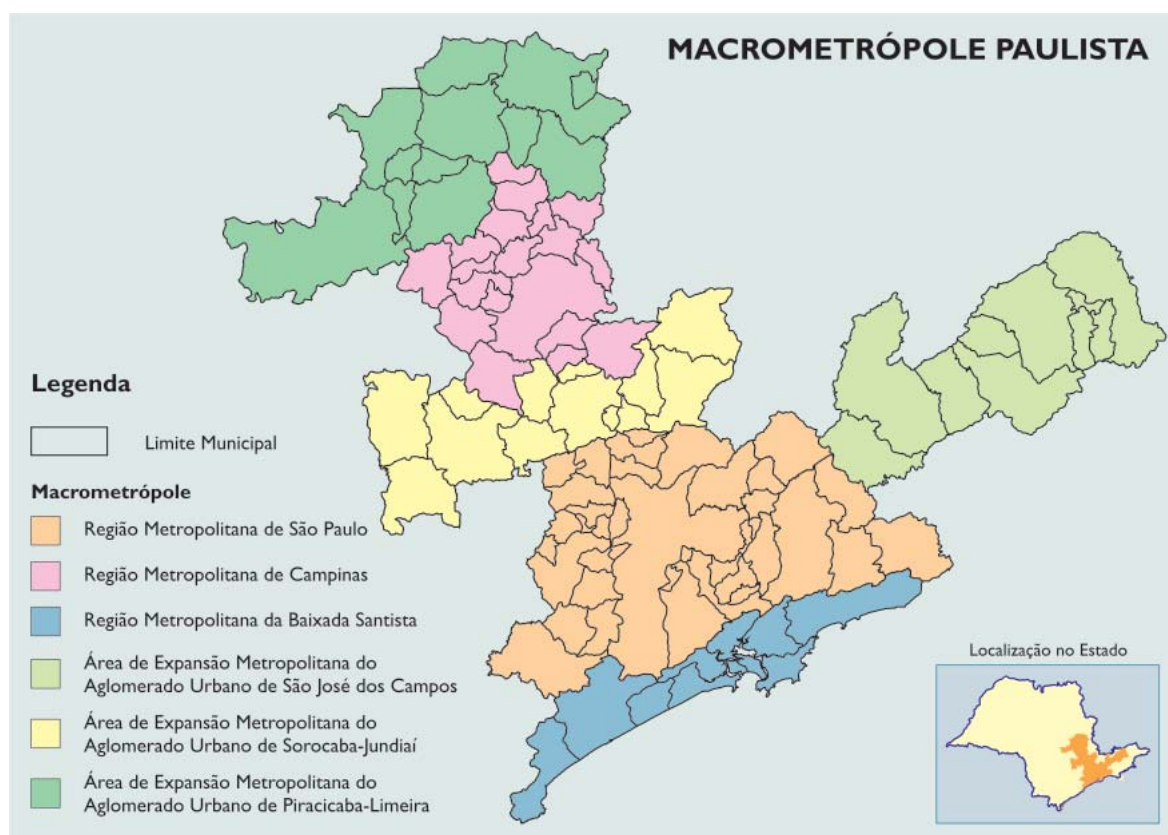 MACROMETRÓPOLE PAULISTA
Legenda
Limite Municipal
Macrometrópole
Região Metropolitana de São Paulo
Região Metropolitana de Campinas
Região Metropolitana da Baixada Santista
Área de Expansão Metropolitana do
Aglomerado Urbano de São José dos Campos
Área de Expansão Metropolitana do
Aglomerado Urbano de Sorocaba-Jundiaí
Área de Expansão Metropolitana do
Aglomerado Urbano de Piracicaba-Limeira
Localização no Estado